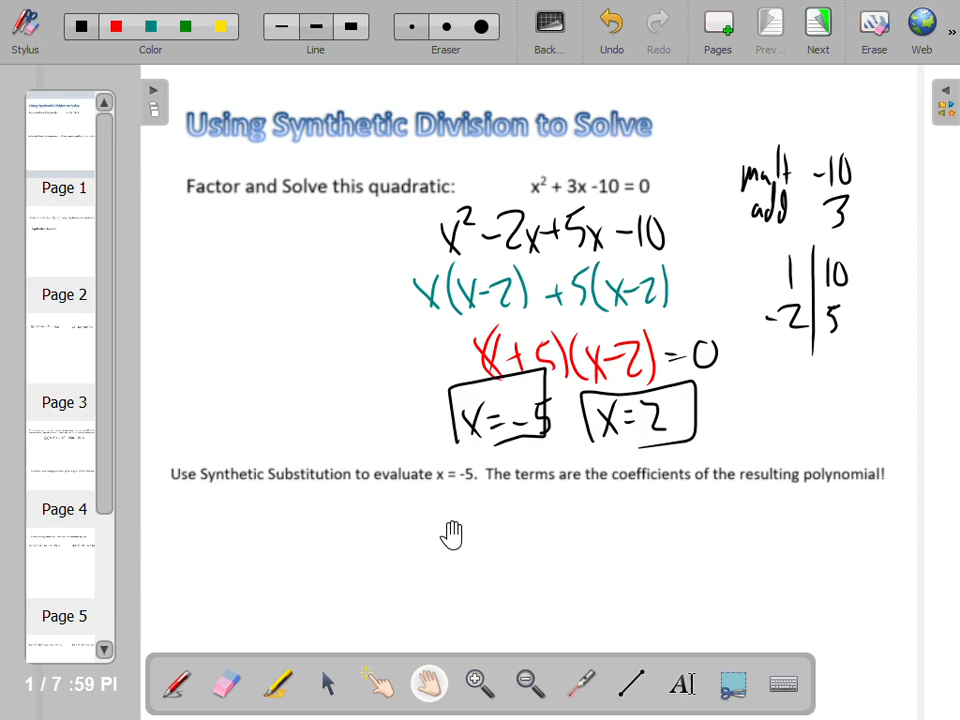 Stylus
Color
Line
Eraser
Back...
Undo
Redo
Pages
Prev...
Next
Erase
Web
»
Using Synthetic Division to Solve
Factor and Solve this quadratic: x² + 3x -10 = 0
mult -10
add 3
x² -2x+5x -10
1 | 10
-2 | 5
x(x-2) +5(x-2)
(x+5)(x-2)=0
x=-5 x=2
Use Synthetic Substitution to evaluate x = -5. The terms are the coefficients of the resulting polynomial!
Page 1
Page 2
Page 3
Page 4
Page 5
1 / 7 :59 PI
A